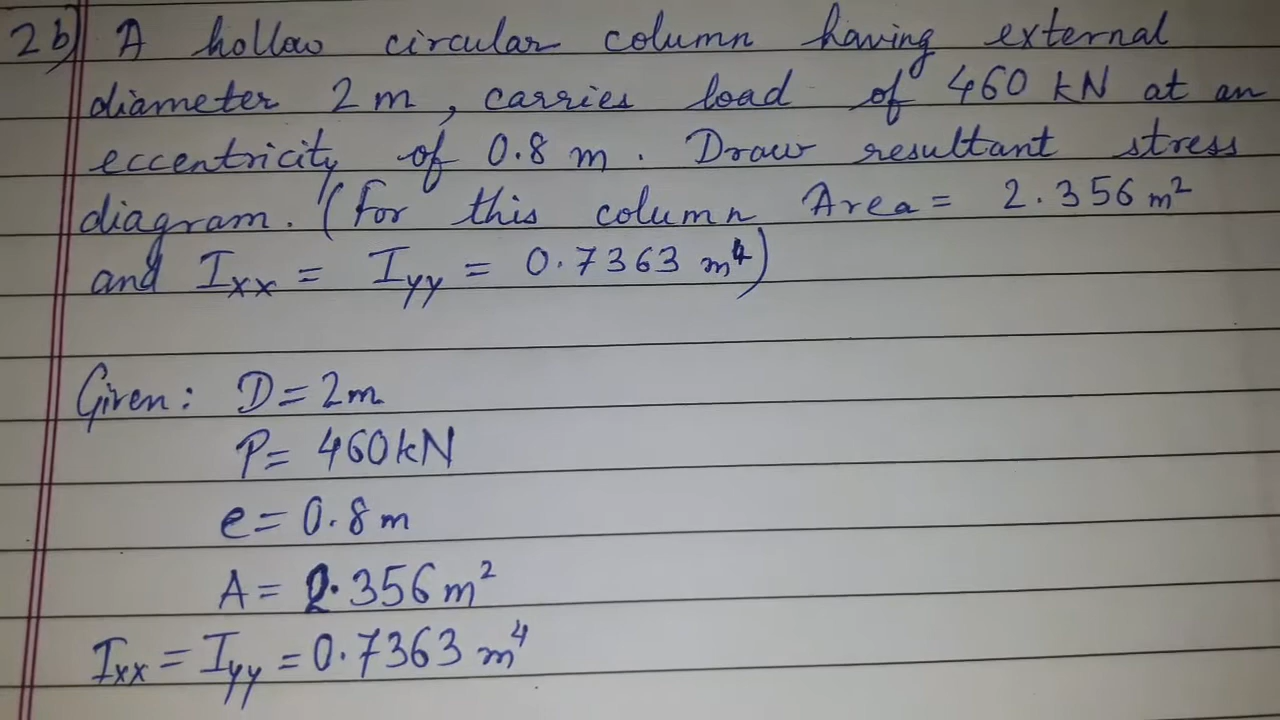 2b) A hollow circular column having external
diameter 2m, carries load of 460 kN at an
eccentricity of 0.8 m. Draw resultant stress
diagram. (For this column Area = 2.356 m²
and Ixx = Iyy = 0.7363 m⁴)
Given: D = 2m
P = 460kN
e = 0.8m
A = 2.356 m²
Ixx = Iyy = 0.7363 m⁴